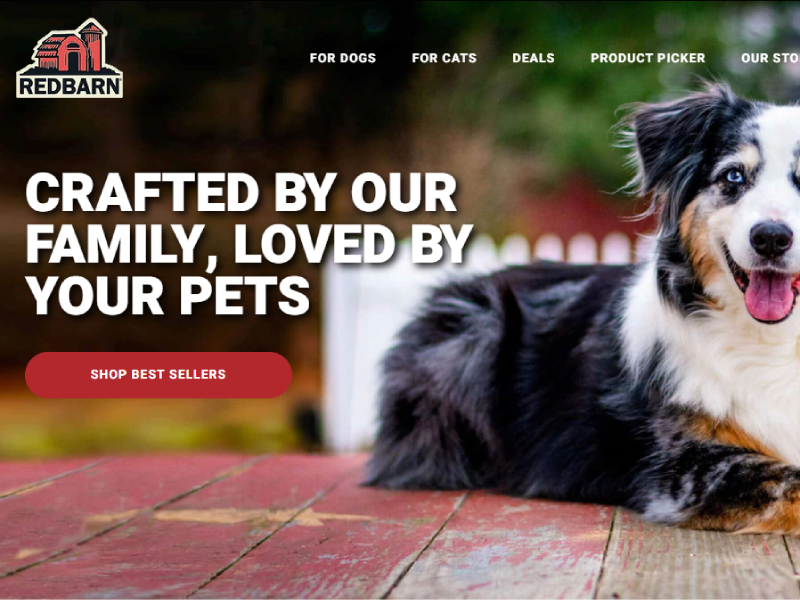 REDBARN
FOR DOGS
FOR CATS
DEALS
PRODUCT PICKER
OUR STO
CRAFTED BY OUR
FAMILY, LOVED BY
YOUR PETS
SHOP BEST SELLERS